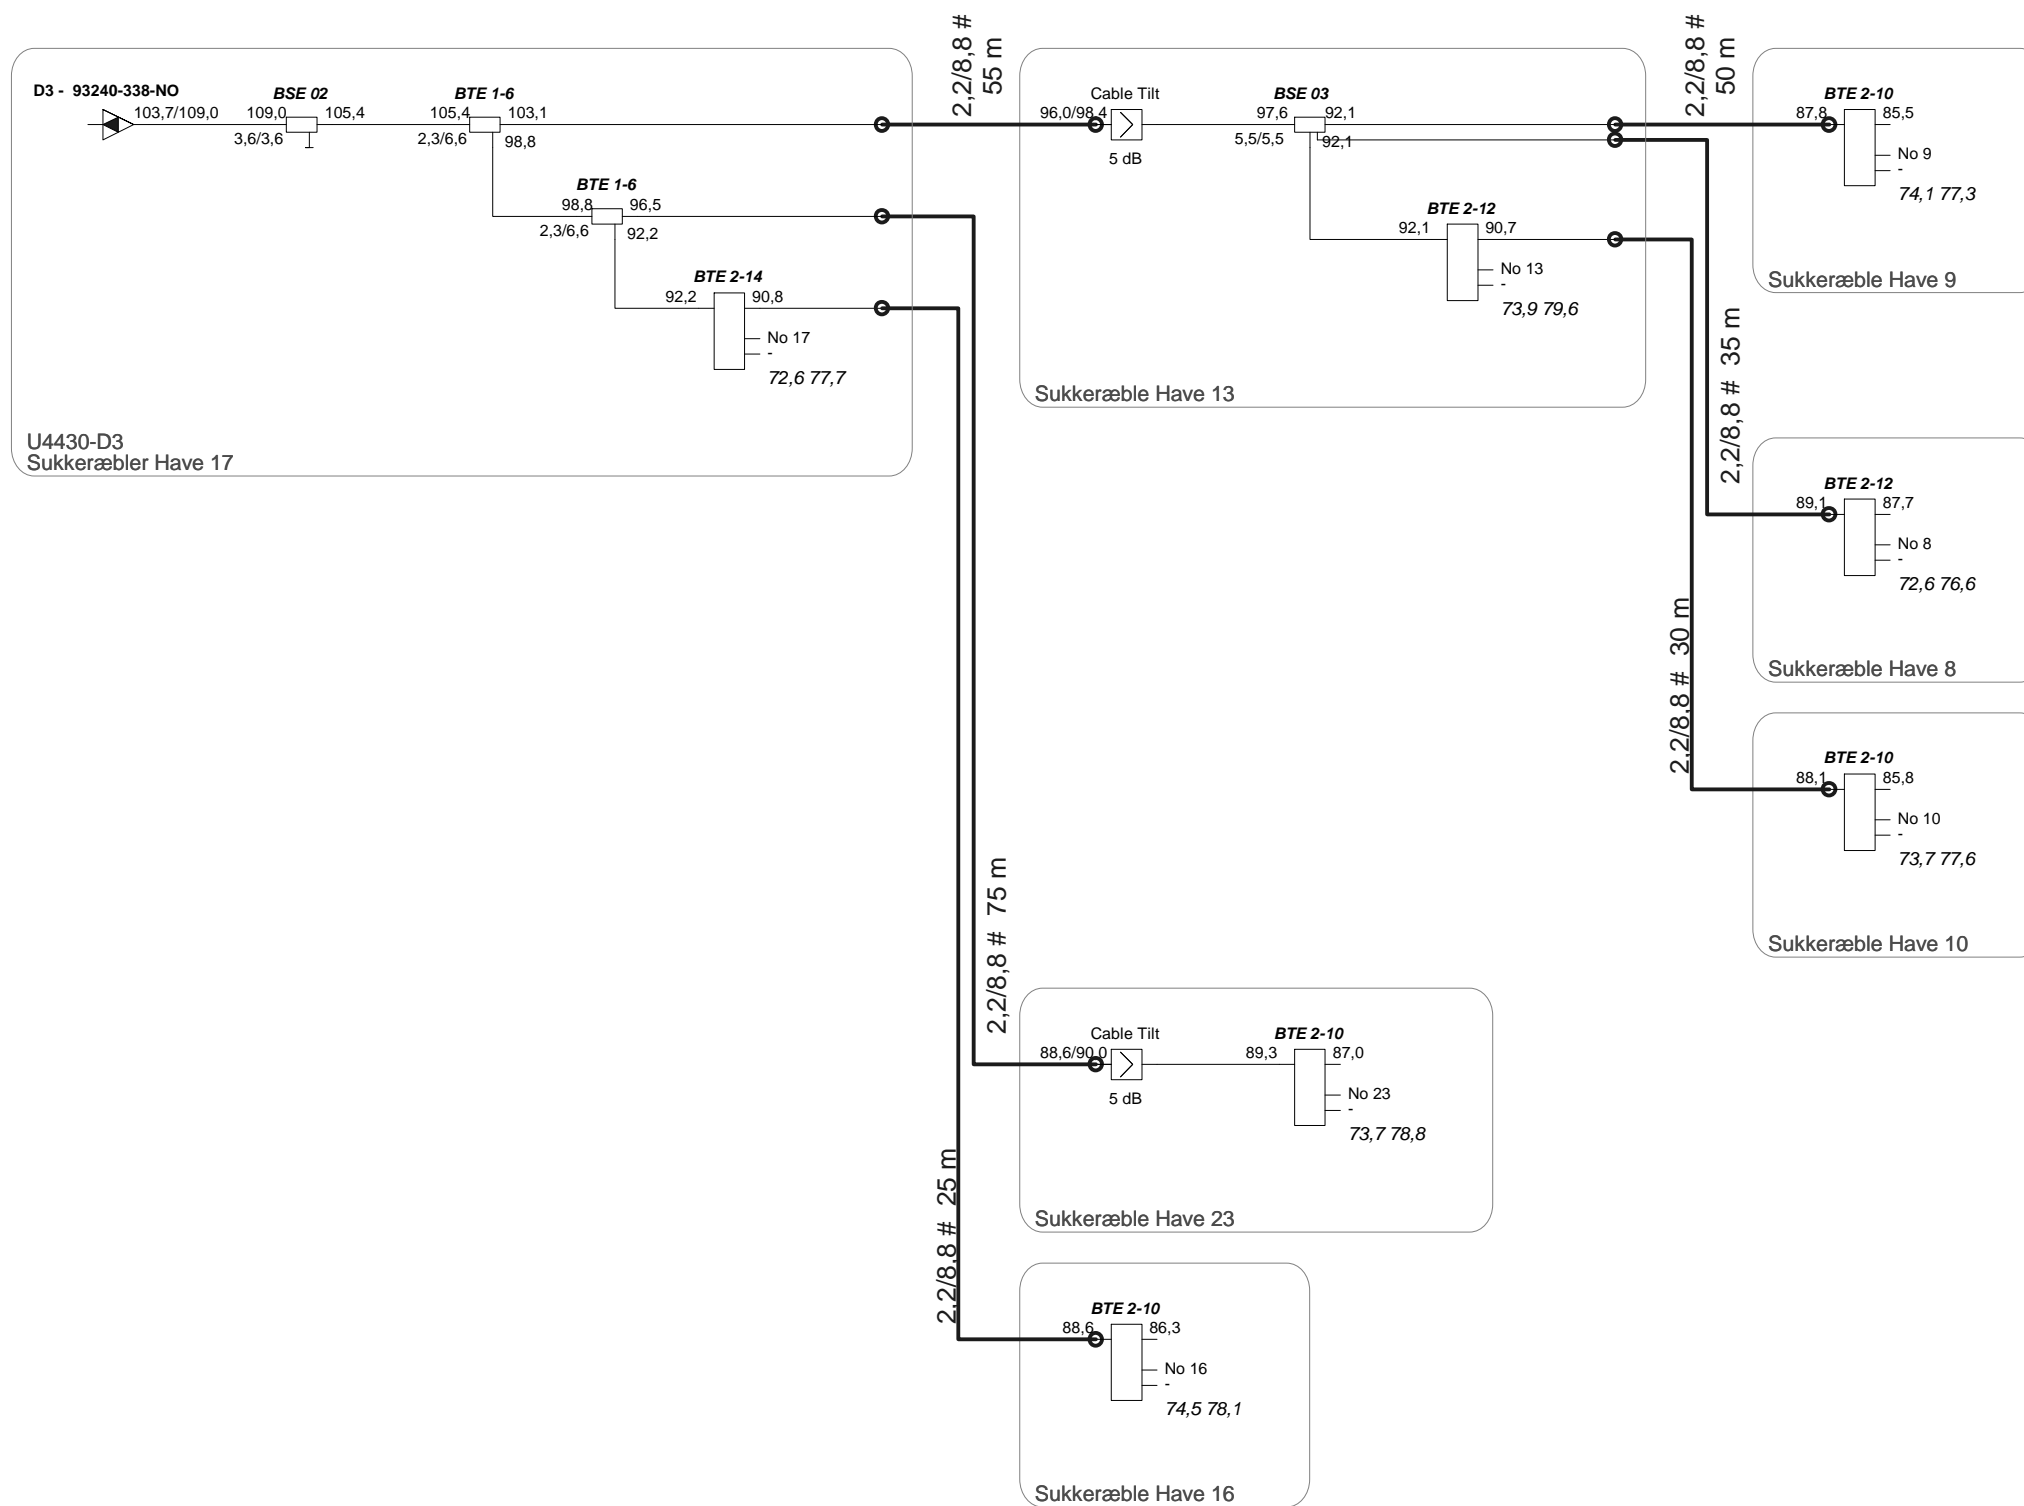 D3 - 93240-338-NO
103,7/109,0
BSE 02
109,0
105,4
3,6/3,6
BTE 1-6
105,4
103,1
2,3/6,6
98,8
BTE 1-6
98,8
96,5
2,3/6,6
92,2
BTE 2-14
92,2
90,8
No 17
-
72,6 77,7
U4430-D3
Sukkeræbler Have 17
2,2/8,8 #
55 m
Cable Tilt
96,0/98,4
5 dB
BSE 03
97,6
92,1
5,5/5,5
92,1
BTE 2-12
92,1
90,7
No 13
-
73,9 79,6
Sukkeræble Have 13
2,2/8,8 #
50 m
BTE 2-10
87,8
85,5
No 9
-
74,1 77,3
Sukkeræble Have 9
2,2/8,8 # 35 m
BTE 2-12
89,1
87,7
No 8
-
72,6 76,6
Sukkeræble Have 8
2,2/8,8 # 30 m
BTE 2-10
88,1
85,8
No 10
-
73,7 77,6
Sukkeræble Have 10
2,2/8,8 # 75 m
Cable Tilt
88,6/90,0
5 dB
BTE 2-10
89,3
87,0
No 23
-
73,7 78,8
Sukkeræble Have 23
2,2/8,8 # 25 m
BTE 2-10
88,6
86,3
No 16
-
74,5 78,1
Sukkeræble Have 16